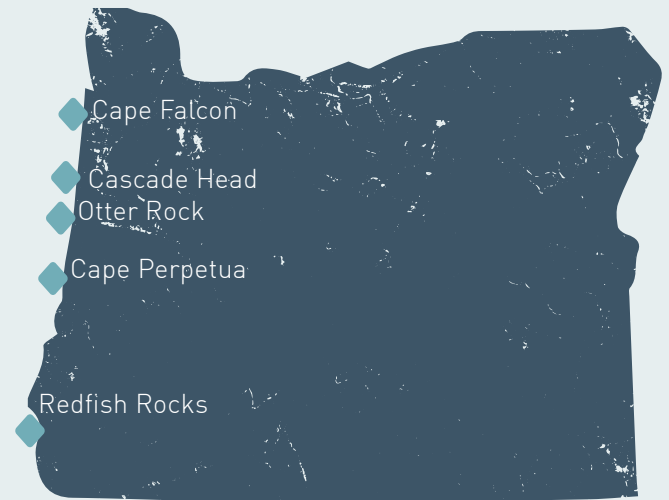 Cape Falcon
Cascade Head
Otter Rock
Cape Perpetua
Redfish Rocks